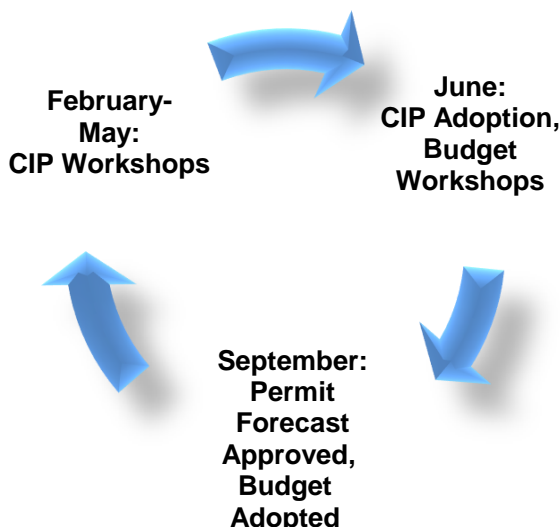 February-
May:
CIP Workshops
June:
CIP Adoption,
Budget
Workshops
September:
Permit
Forecast
Approved,
Budget
Adopted